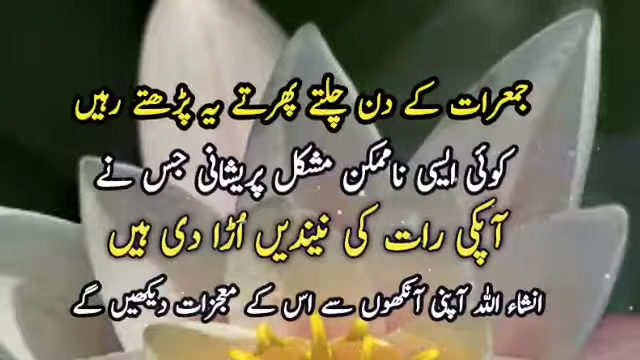 جمعرات کے دن چلتے پھرتے یہ پڑھتے رہیں
کوئی ایسی ناممکن مشکل پریشانی جس نے
آپکی رات کی نیندیں اُڑا دی ہیں
انشاء اللہ آپنی آنکھوں سے اس کے معجزات دیکھیں گے